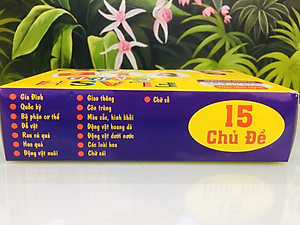 Gia Đình
Quốc kỳ
Bộ phận cơ thể
Đồ vật
Rau củ quả
Hoa quả
Động vật nuôi
Giao thông
Côn trùng
Màu sắc, hình khối
Động vật hoang dã
Động vật dưới nước
Các loài hoa
Chữ cái
Chữ số
15
Chủ Đề